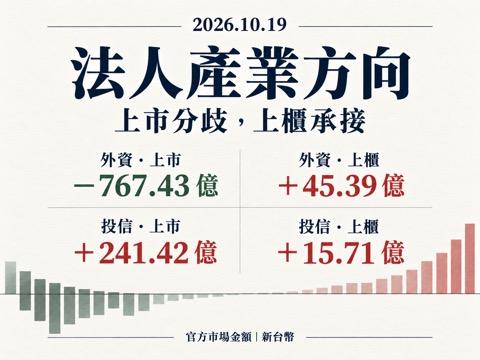 2026.10.19
法人產業方向
上市分歧，上櫃承接
外資・上市
－767.43 億
外資・上櫃
＋45.39 億
投信・上市
＋241.42 億
投信・上櫃
＋15.71 億
官方市場金額｜新台幣